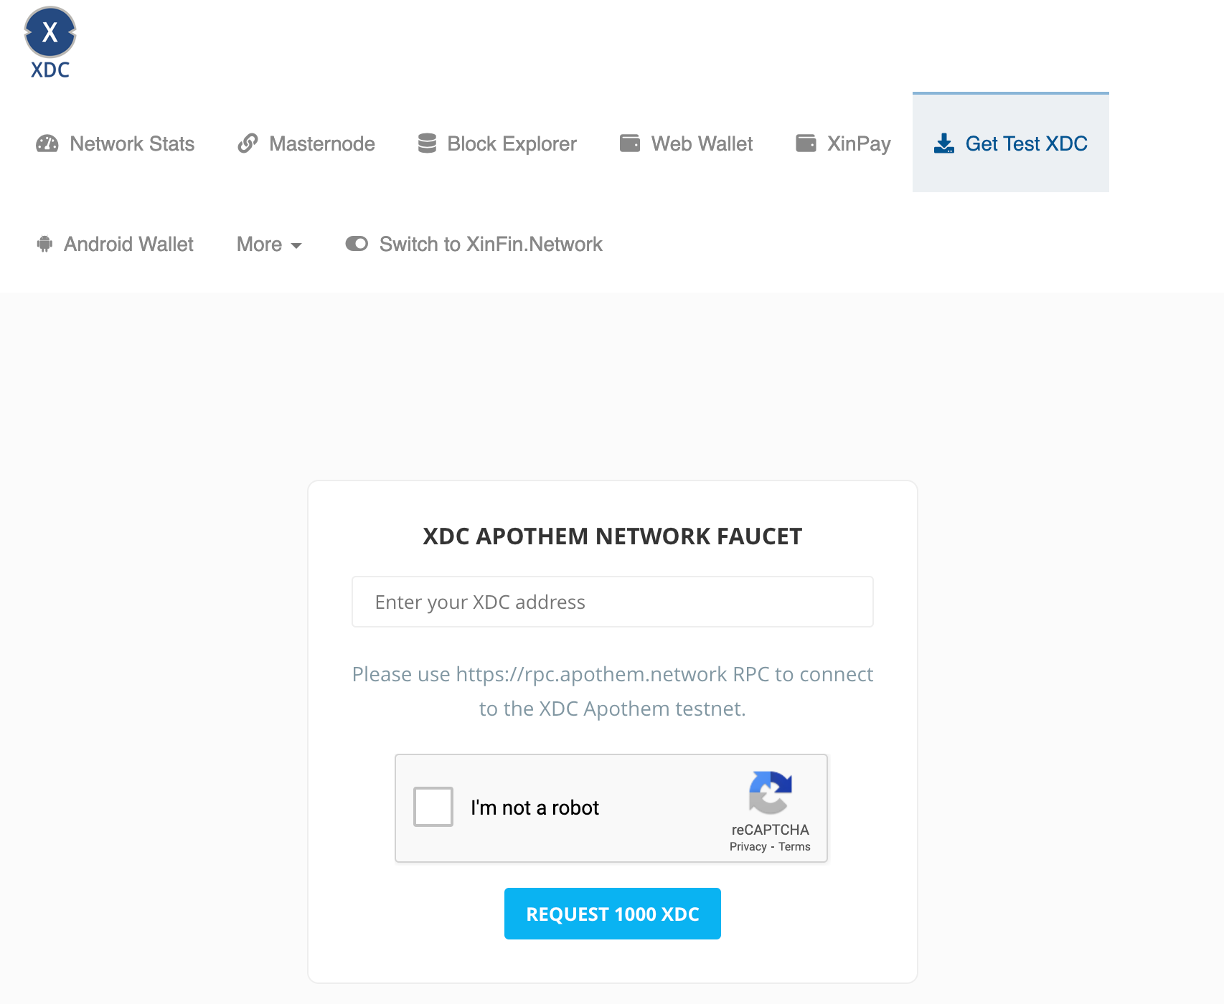 X
XDC
Network Stats
Masternode
Block Explorer
Web Wallet
XinPay
Get Test XDC
Android Wallet
More
Switch to XinFin.Network
XDC APOTHEM NETWORK FAUCET
Enter your XDC address
Please use https://rpc.apothem.network RPC to connect
to the XDC Apothem testnet.
I'm not a robot
reCAPTCHA
Privacy - Terms
REQUEST 1000 XDC